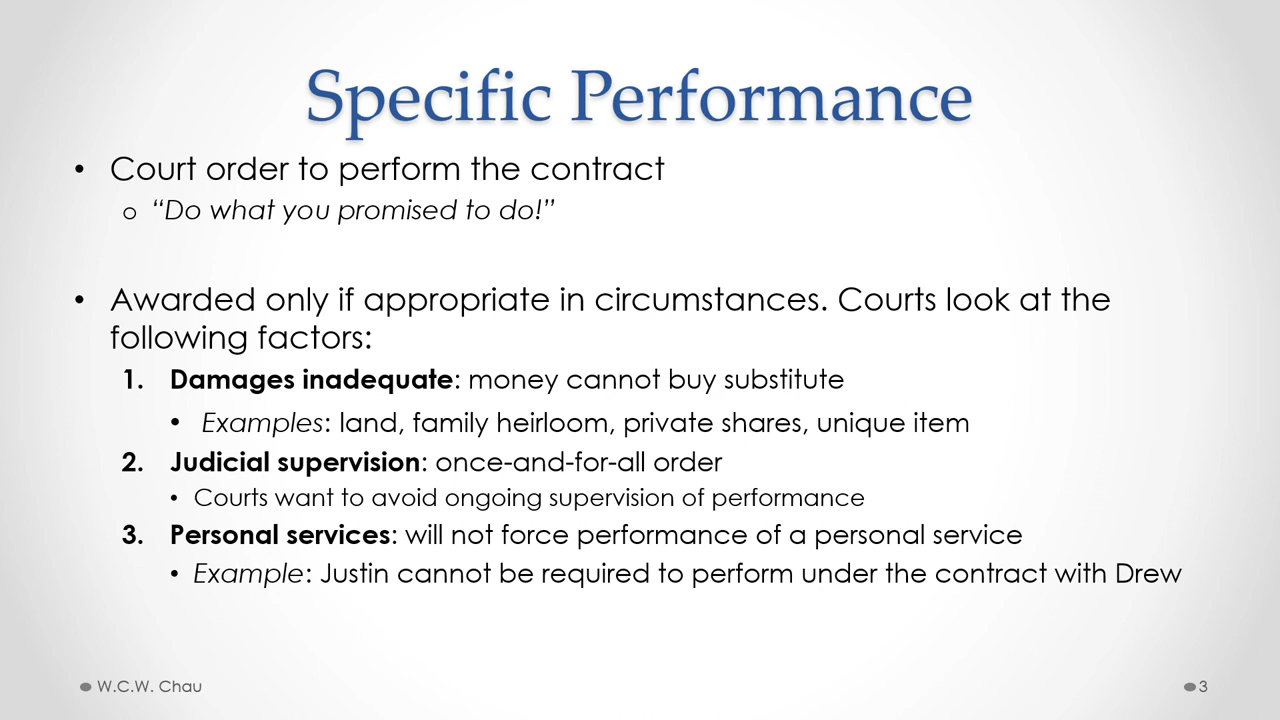 Specific Performance
• Court order to perform the contract
o “Do what you promised to do!”
• Awarded only if appropriate in circumstances. Courts look at the
following factors:
1. Damages inadequate: money cannot buy substitute
• Examples: land, family heirloom, private shares, unique item
2. Judicial supervision: once-and-for-all order
• Courts want to avoid ongoing supervision of performance
3. Personal services: will not force performance of a personal service
• Example: Justin cannot be required to perform under the contract with Drew
W.C.W. Chau
3